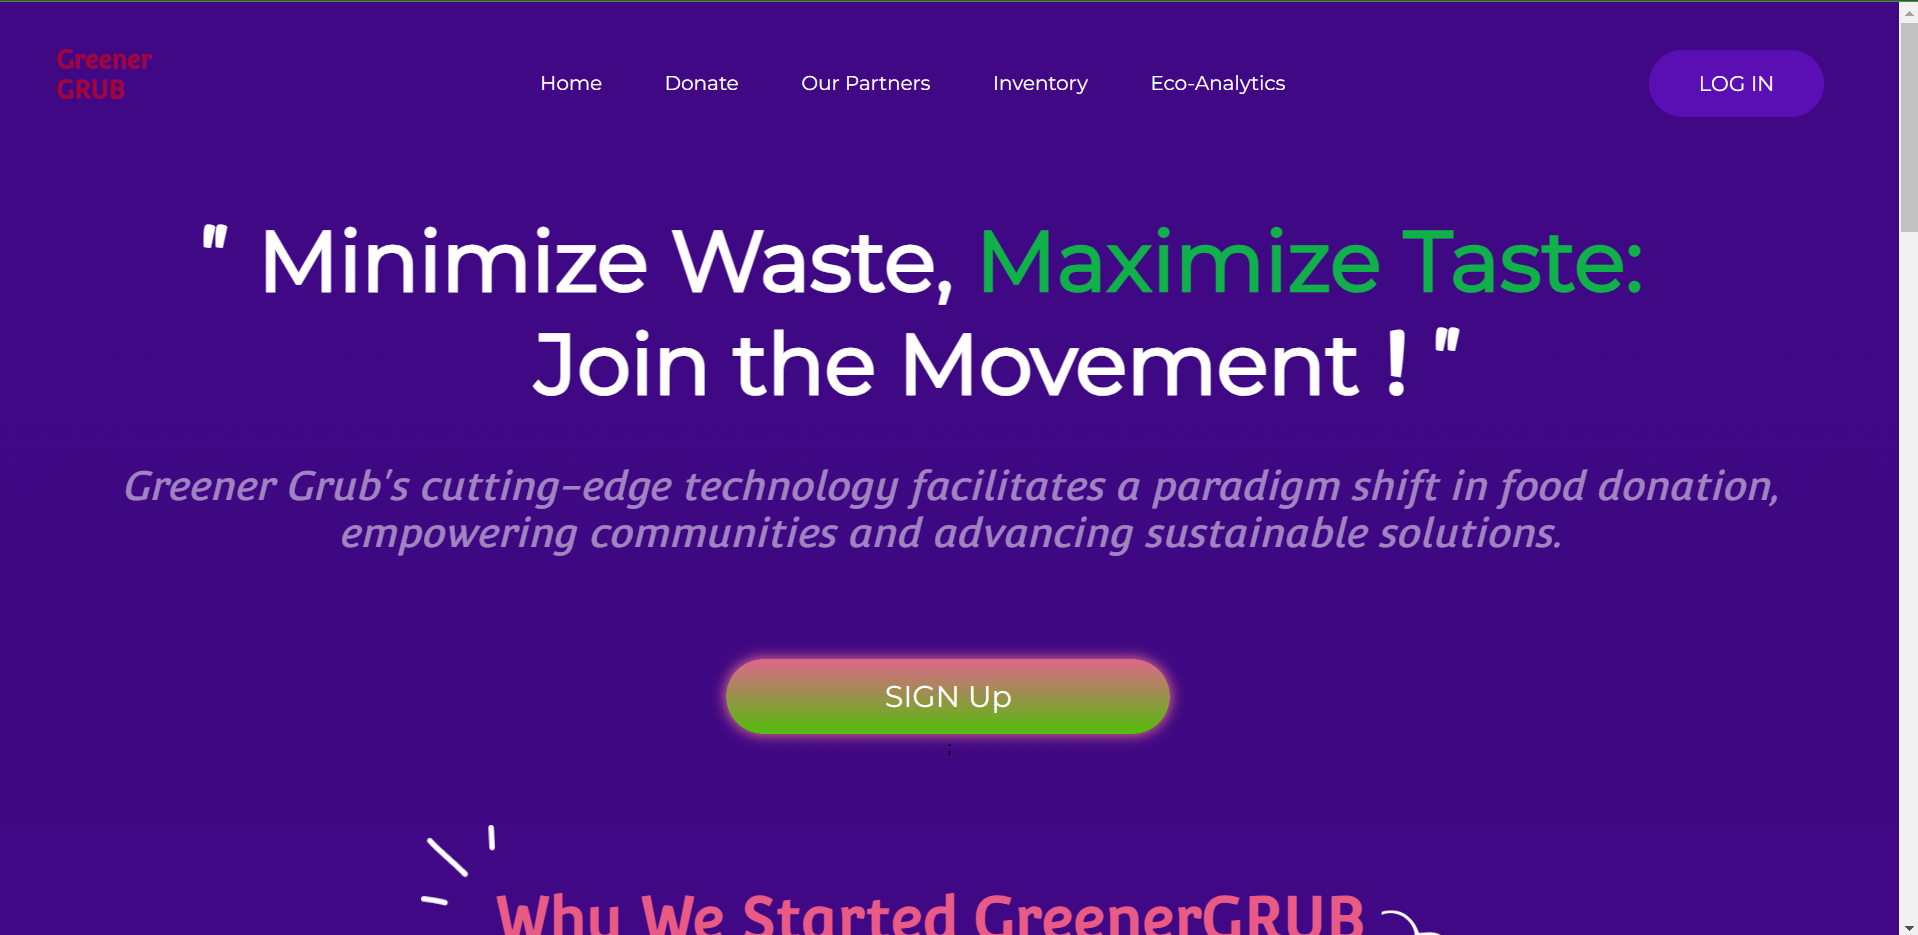 Greener
GRUB
Home Donate Our Partners Inventory Eco-Analytics
LOG IN
" Minimize Waste, Maximize Taste:
Join the Movement ! "
Greener Grub's cutting-edge technology facilitates a paradigm shift in food donation,
empowering communities and advancing sustainable solutions.
SIGN Up
;
Why We Started GreenerGRUB